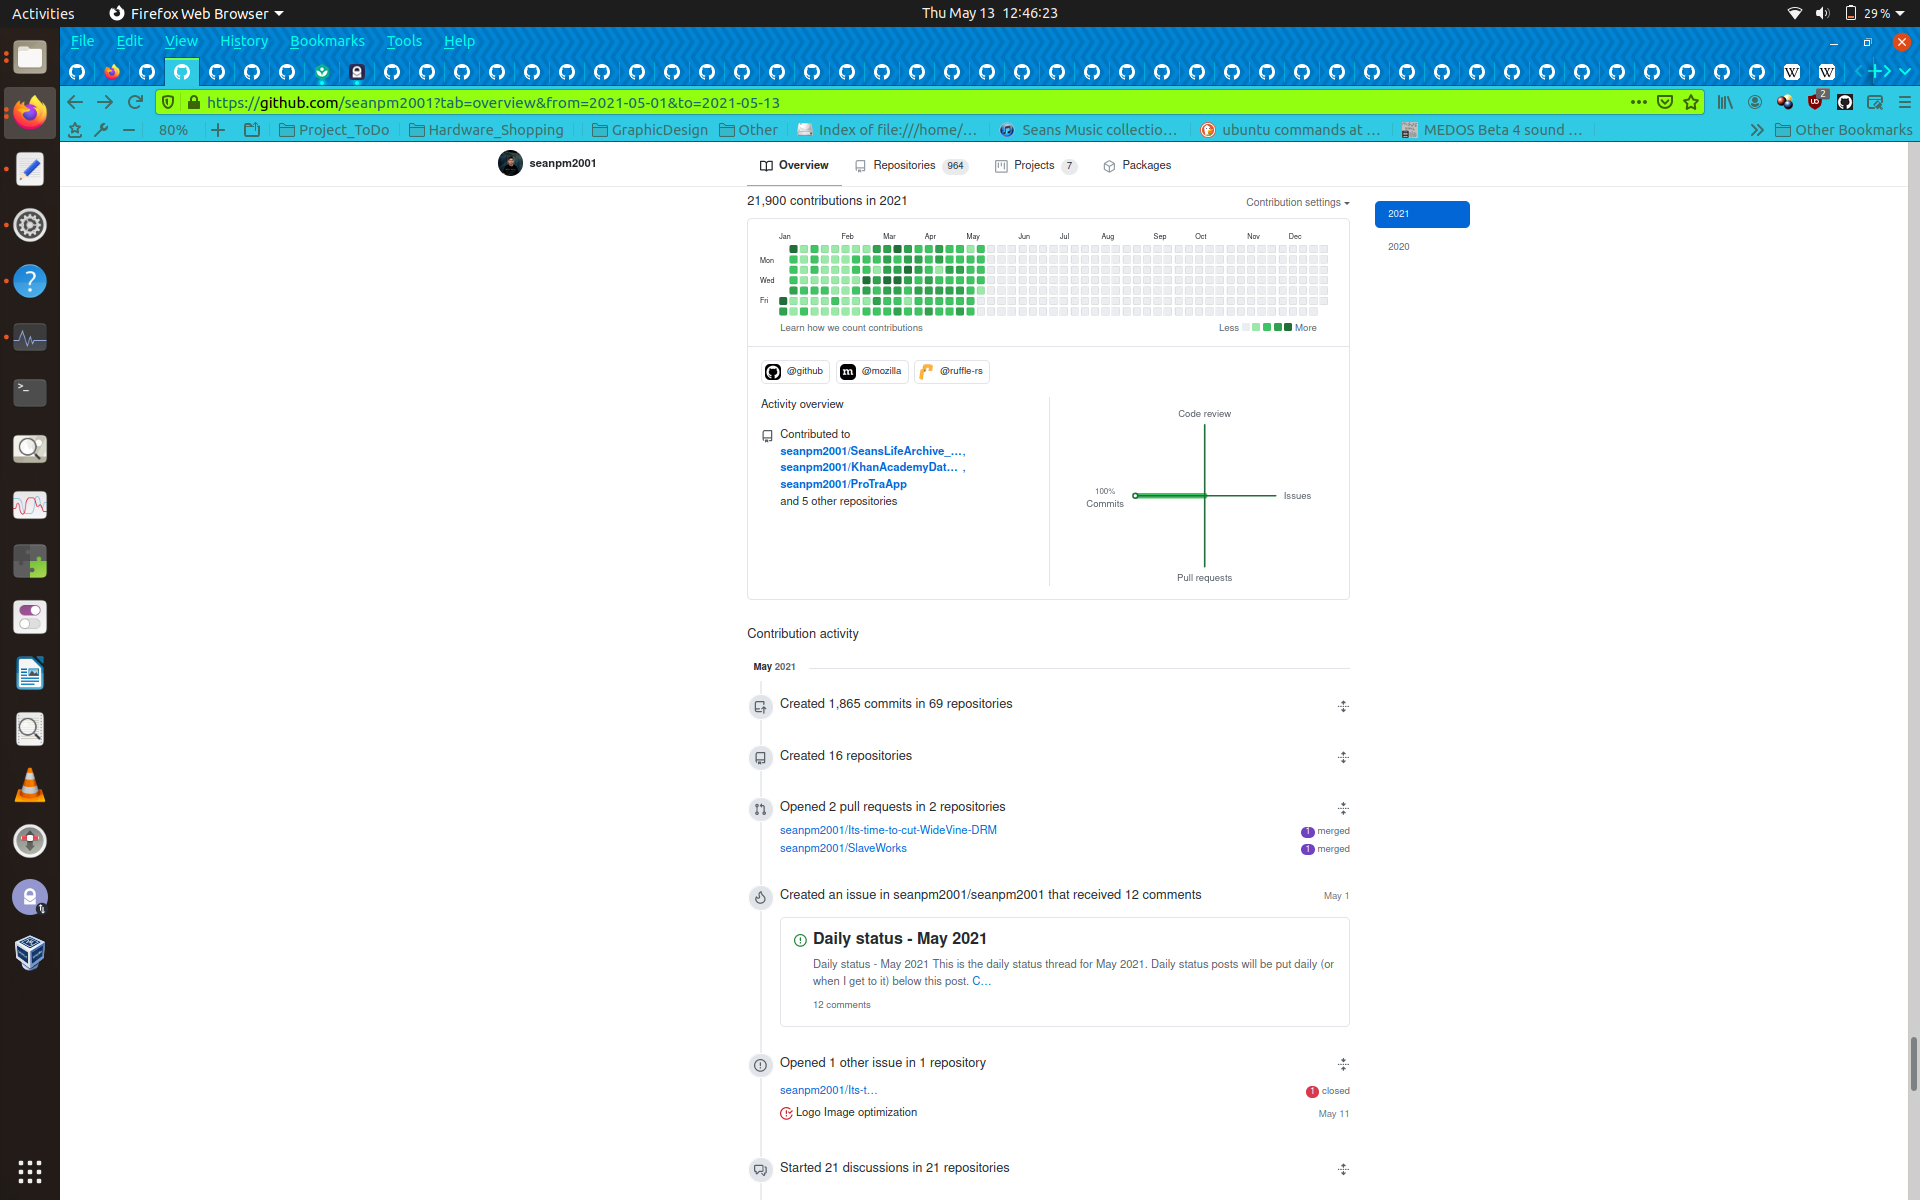 Activities
Firefox Web Browser
Thu May 13 12:46:23
29 %
File Edit View History Bookmarks Tools Help
https://github.com/seanpm2001?tab=overview&from=2021-05-01&to=2021-05-13
2
80%
Project_ToDo
Hardware_Shopping
GraphicDesign
Other
Index of file:///home/...
Seans Music collectio...
ubuntu commands at ...
MEDOS Beta 4 sound ...
Other Bookmarks
seanpm2001
Overview
Repositories 964
Projects 7
Packages
21,900 contributions in 2021
Contribution settings
2021
2020
Jan Feb Mar Apr May Jun Jul Aug Sep Oct Nov Dec
Mon
Wed
Fri
Learn how we count contributions
Less More
@github
@mozilla
@ruffle-rs
Activity overview
Contributed to
seanpm2001/SeansLifeArchive_...,
seanpm2001/KhanAcademyDat... ,
seanpm2001/ProTraApp
and 5 other repositories
Code review
100%
Commits
Issues
Pull requests
Contribution activity
May 2021
Created 1,865 commits in 69 repositories
Created 16 repositories
Opened 2 pull requests in 2 repositories
seanpm2001/Its-time-to-cut-WideVine-DRM
1 merged
seanpm2001/SlaveWorks
1 merged
Created an issue in seanpm2001/seanpm2001 that received 12 comments
May 1
Daily status - May 2021
Daily status - May 2021 This is the daily status thread for May 2021. Daily status posts will be put daily (or
when I get to it) below this post. C...
12 comments
Opened 1 other issue in 1 repository
seanpm2001/Its-t...
1 closed
Logo Image optimization
May 11
Started 21 discussions in 21 repositories